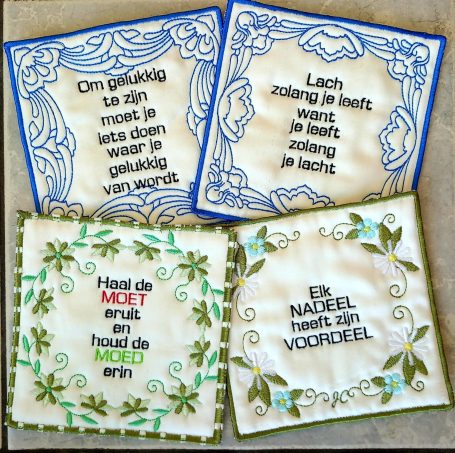 Om gelukkig
te zijn
moet je
iets doen
waar je
gelukkig
van wordt
Lach
zolang je leeft
want
je leeft
zolang
je lacht
Haal de
MOET
eruit
en
houd de
MOED
erin
Elk
NADEEL
heeft zijn
VOORDEEL